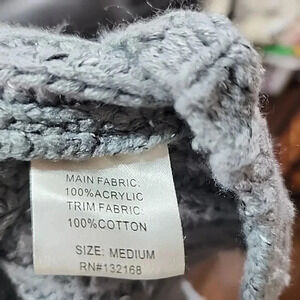 MAIN FABRIC:
100%ACRYLIC
TRIM FABRIC:
100%COTTON
SIZE: MEDIUM
RN#132168